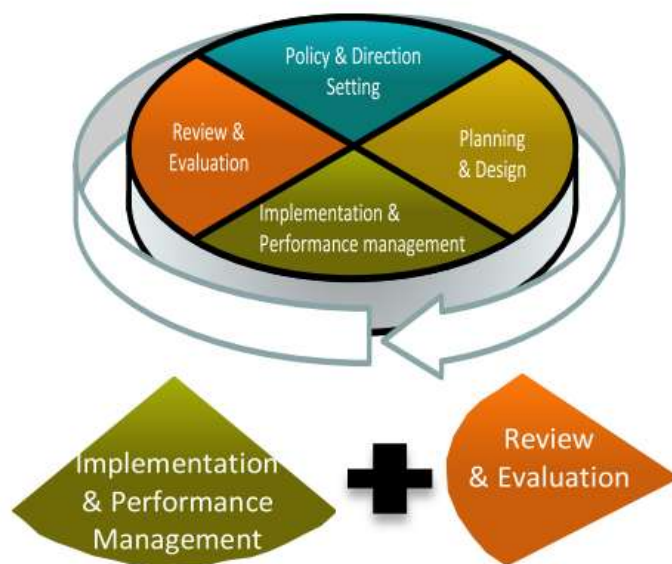 Policy & Direction
Setting
Review &
Evaluation
Planning
& Design
Implementation &
Performance management
Implementation
& Performance
Management
Review
& Evaluation